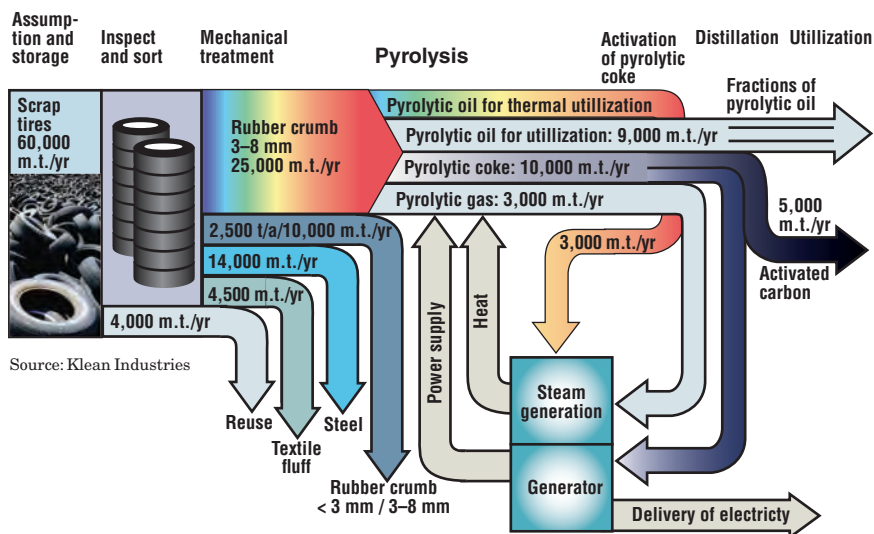 Assump-
tion and
storage
Inspect
and sort
Mechanical
treatment
Pyrolysis
Activation
of pyrolytic
coke
Distillation
Utilization
Fractions of
pyrolytic oil
Scrap
tires
60,000
m.t./yr
Rubber crumb
3–8 mm
25,000 m.t./yr
Pyrolytic oil for thermal utillization
Pyrolytic oil for utillization: 9,000 m.t./yr
Pyrolytic coke: 10,000 m.t./yr
Pyrolytic gas: 3,000 m.t./yr
2,500 t/a/10,000 m.t./yr
14,000 m.t./yr
4,500 m.t./yr
4,000 m.t./yr
3,000 m.t./yr
5,000
m.t./yr
Activated
carbon
Source: Klean Industries
Power supply
Heat
Steam
generation
Generator
Reuse
Textile
fluff
Steel
Rubber crumb
< 3 mm / 3–8 mm
Delivery of electricty